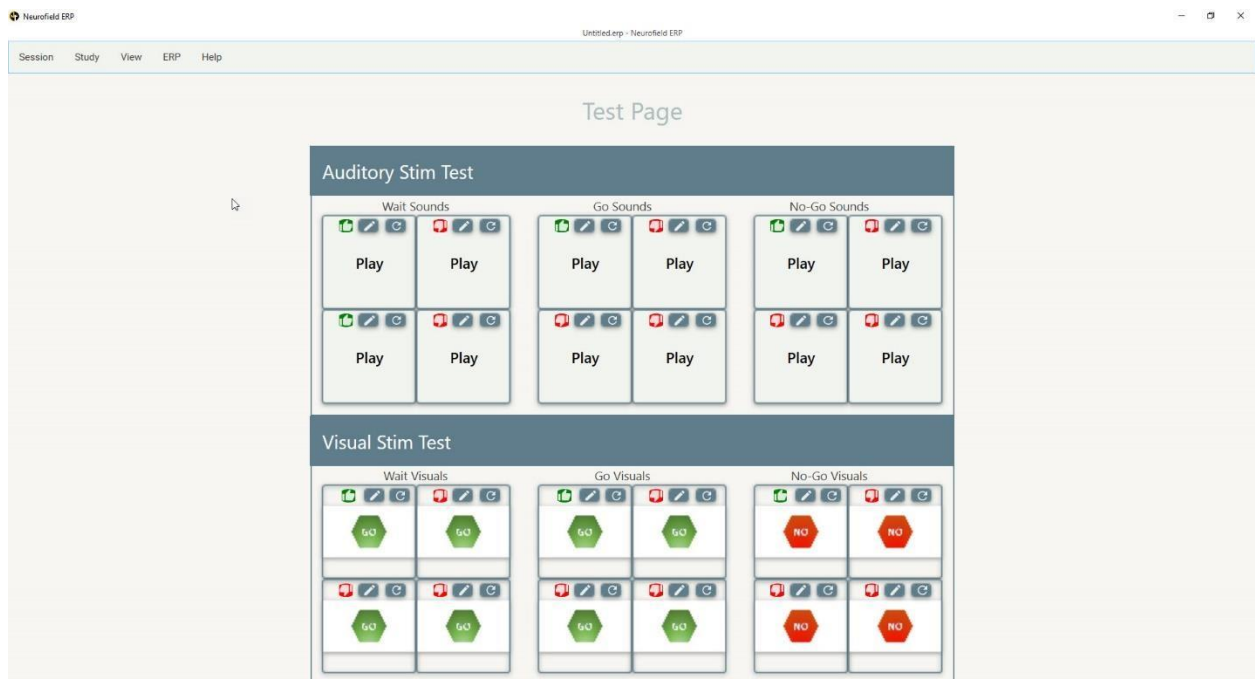 Neurofield ERP
Untitled.erp - Neurofield ERP
Session Study View ERP Help
Test Page
Auditory Stim Test
Wait Sounds Go Sounds No-Go Sounds
Play Play Play Play Play Play
Play Play Play Play Play Play
Visual Stim Test
Wait Visuals Go Visuals No-Go Visuals
GO GO GO GO NO NO
GO GO GO GO NO NO